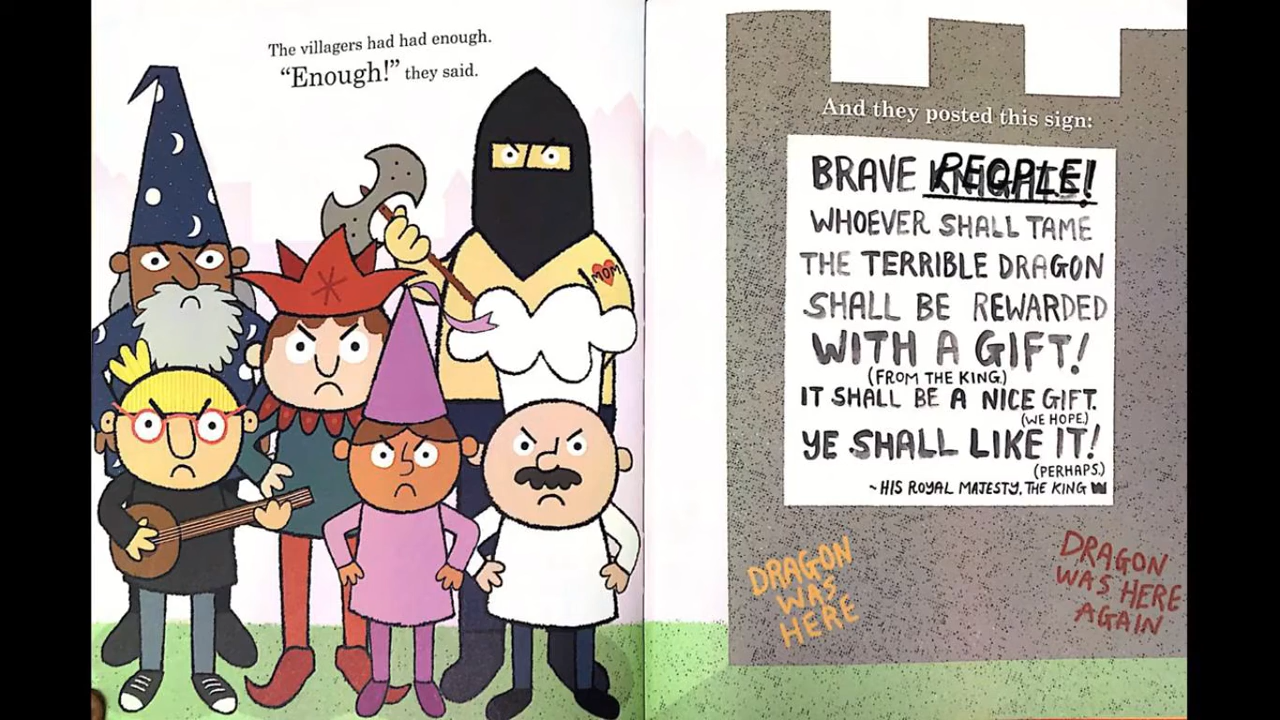 The villagers had had enough.
“Enough!” they said.
MOM
And they posted this sign:
BRAVE PEOPLE!
WHOEVER SHALL TAME
THE TERRIBLE DRAGON
SHALL BE REWARDED
WITH A GIFT!
(FROM THE KING.)
IT SHALL BE A NICE GIFT.
(WE HOPE.)
YE SHALL LIKE IT!
(PERHAPS.)
~HIS ROYAL MAJESTY, THE KING
DRAGON
WAS
HERE
DRAGON
WAS HERE
AGAIN